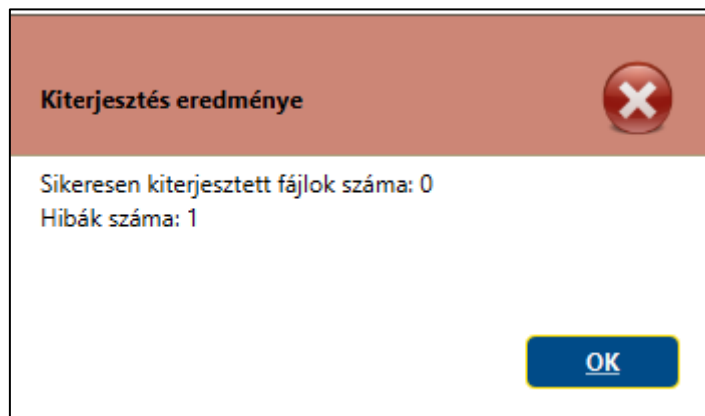 Kiterjesztés eredménye
Sikeresen kiterjesztett fájlok száma: 0
Hibák száma: 1
OK